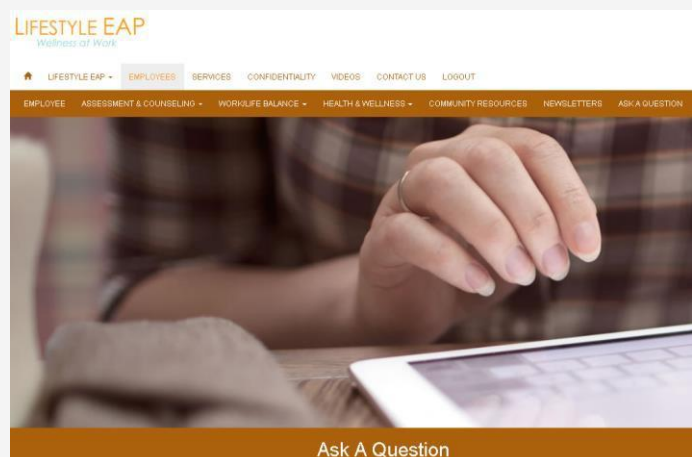 LIFESTYLE EAP
Wellness at Work
LIFESTYLE EAP EMPLOYEES SERVICES CONFIDENTIALITY VIDEOS CONTACT US LOGOUT
EMPLOYEE ASSESSMENT & COUNSELING WORK/LIFE BALANCE HEALTH & WELLNESS COMMUNITY RESOURCES NEWSLETTERS ASK A QUESTION
Ask A Question